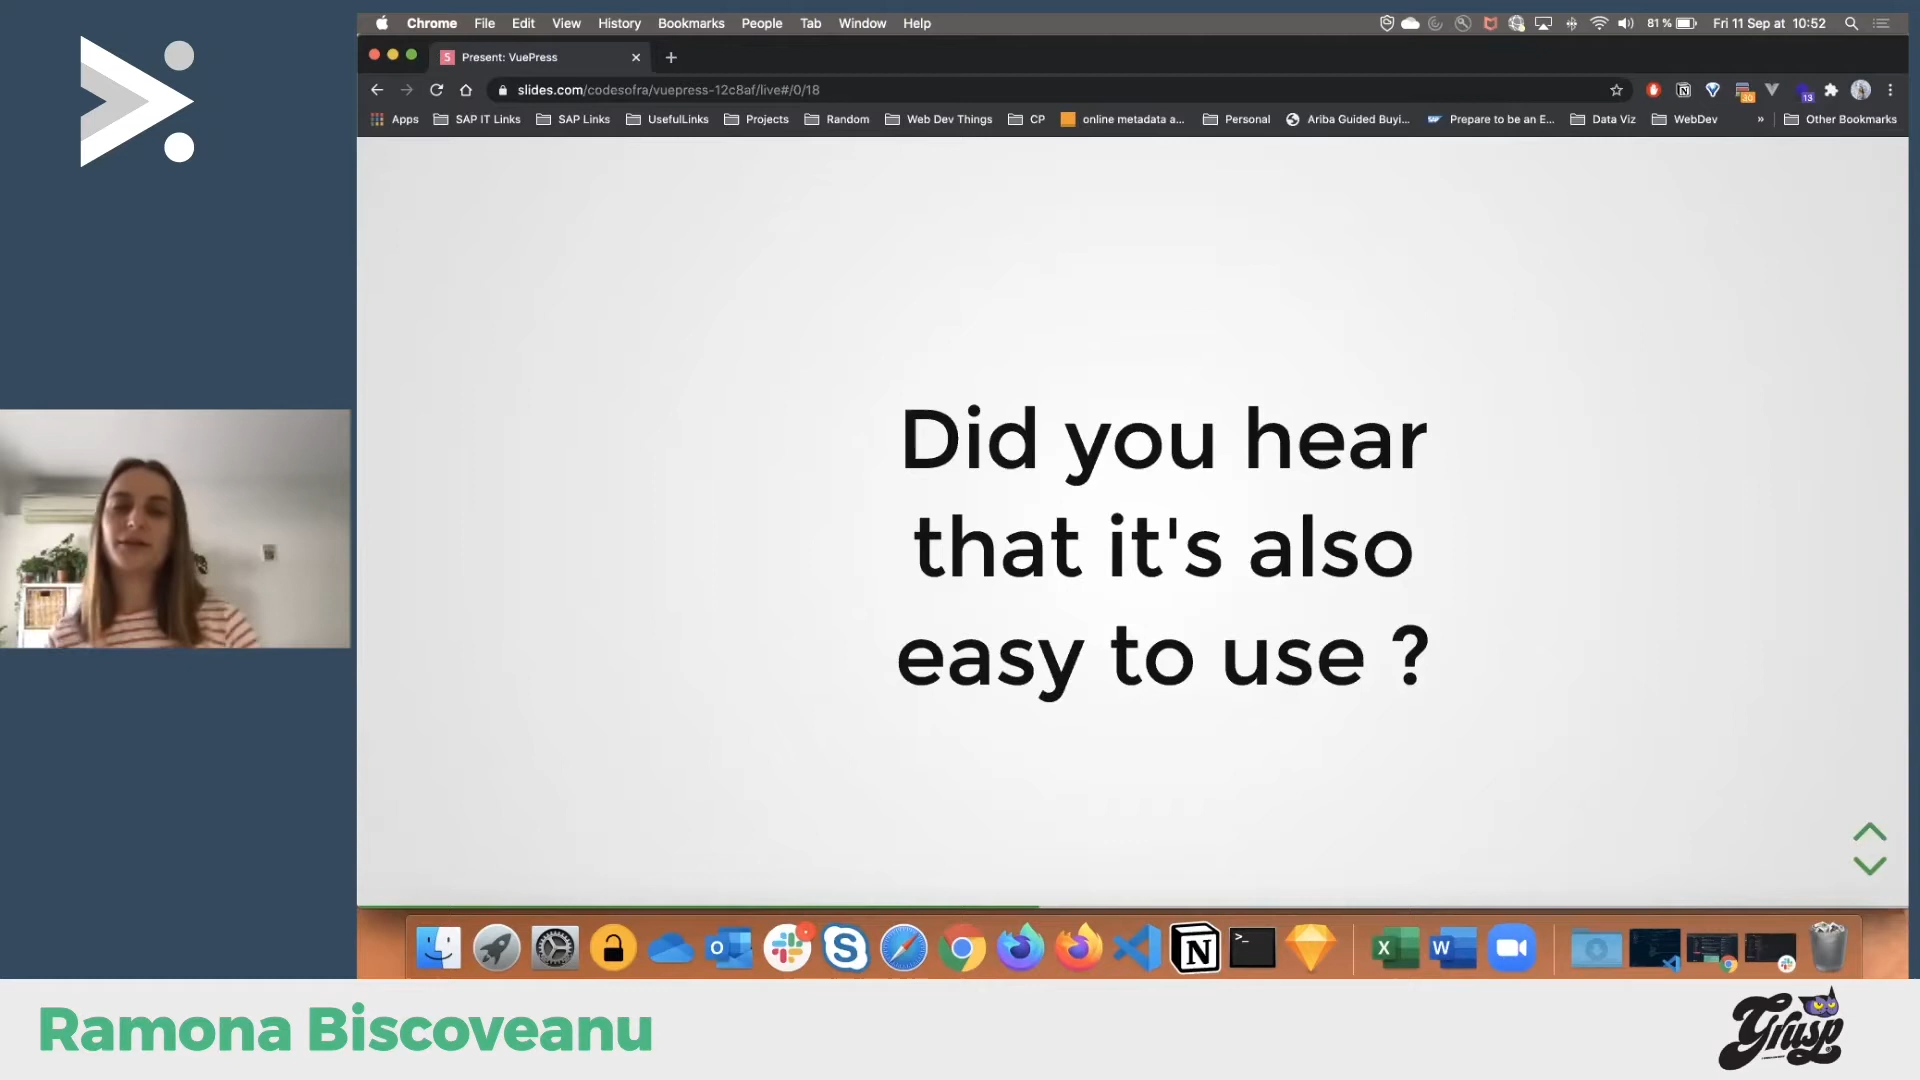 Chrome File Edit View History Bookmarks People Tab Window Help
81 % Fri 11 Sep at 10:52
S Present: VuePress
slides.com/codesofra/vuepress-12c8af/live#/0/18
13
Apps SAP IT Links SAP Links UsefulLinks Projects Random Web Dev Things CP online metadata a... Personal Ariba Guided Buyi... Prepare to be an E... Data Viz WebDev » Other Bookmarks
Did you hear
that it's also
easy to use ?
Ramona Biscoveanu
Grusp